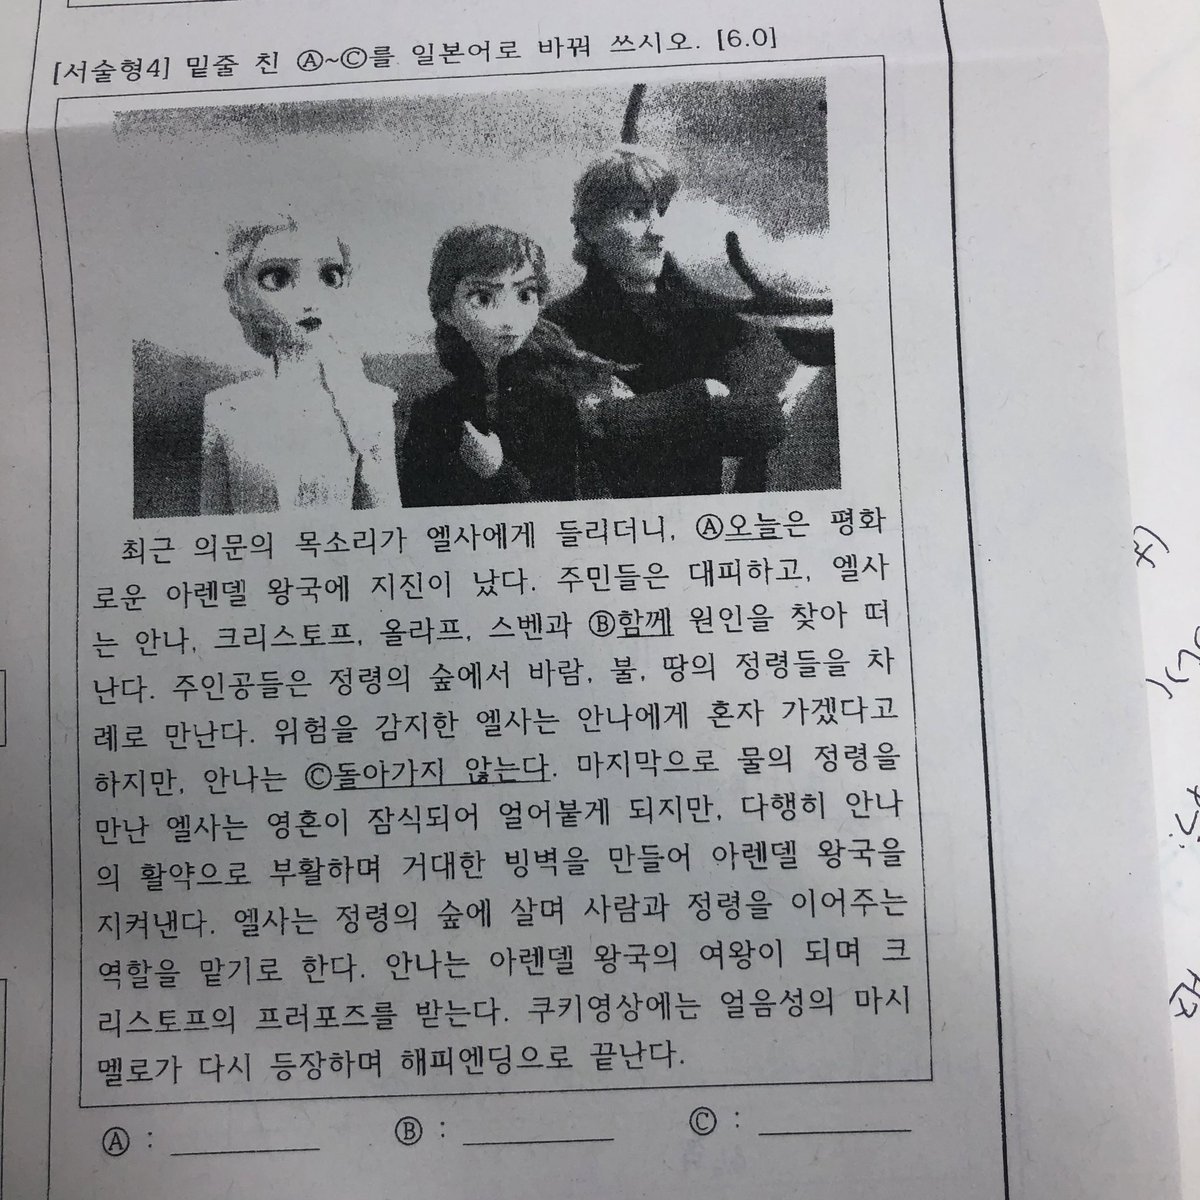 [서술형4] 밑줄 친 Ⓐ~Ⓒ를 일본어로 바꿔 쓰시오. [6.0]
최근 의문의 목소리가 엘사에게 들리더니, Ⓐ오늘은 평화
로운 아렌델 왕국에 지진이 났다. 주민들은 대피하고, 엘사
는 안나, 크리스토프, 올라프, 스벤과 Ⓑ함께 원인을 찾아 떠
난다. 주인공들은 정령의 숲에서 바람, 불, 땅의 정령들을 차
례로 만난다. 위험을 감지한 엘사는 안나에게 혼자 가겠다고
하지만, 안나는 Ⓒ돌아가지 않는다. 마지막으로 물의 정령을
만난 엘사는 영혼이 잠식되어 얼어붙게 되지만, 다행히 안나
의 활약으로 부활하며 거대한 빙벽을 만들어 아렌델 왕국을
지켜낸다. 엘사는 정령의 숲에 살며 사람과 정령을 이어주는
역할을 맡기로 한다. 안나는 아렌델 왕국의 여왕이 되며 크
리스토프의 프러포즈를 받는다. 쿠키영상에는 얼음성의 마시
멜로가 다시 등장하며 해피엔딩으로 끝난다.
Ⓐ : Ⓑ : Ⓒ :